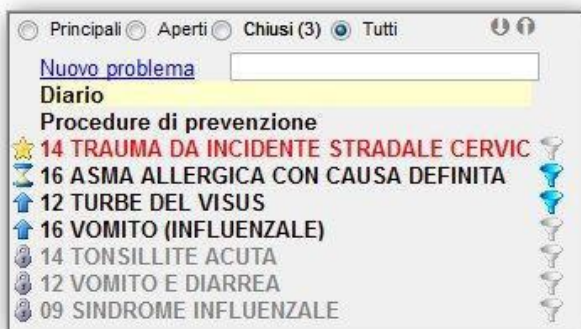 Principali Aperti Chiusi (3) Tutti
Nuovo problema
Diario
Procedure di prevenzione
14 TRAUMA DA INCIDENTE STRADALE CERVIC
16 ASMA ALLERGICA CON CAUSA DEFINITA
12 TURBE DEL VISUS
16 VOMITO (INFLUENZALE)
14 TONSILLITE ACUTA
12 VOMITO E DIARREA
09 SINDROME INFLUENZALE